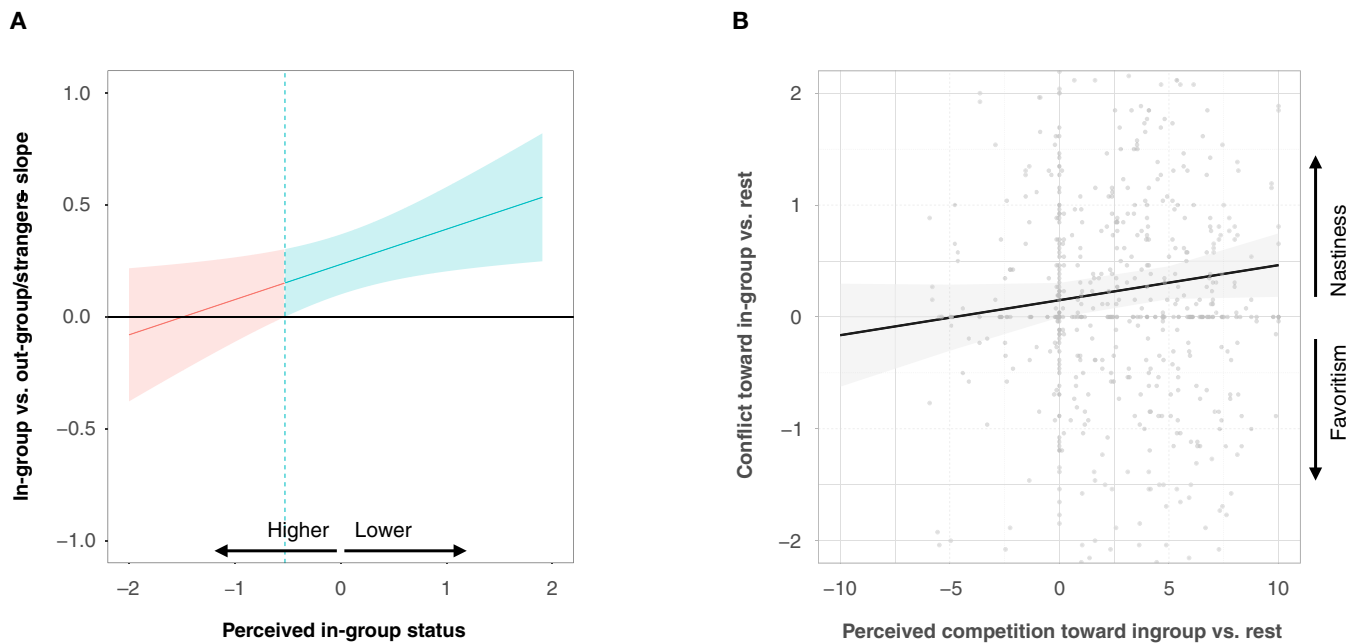 A
In-group vs. out-group/strangers slope
1.0
0.5
0.0
−0.5
−1.0
Higher
Lower
−2
−1
0
1
2
Perceived in-group status
B
Conflict toward in-group vs. rest
2
1
0
−1
−2
Nastiness
Favoritism
−10
−5
0
5
10
Perceived competition toward ingroup vs. rest